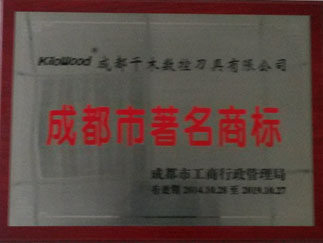 KiloWood® 成都千木数控刀具有限公司
成都市著名商标
成都市工商行政管理局
有效期 2014.10.28 至 2019.10.27